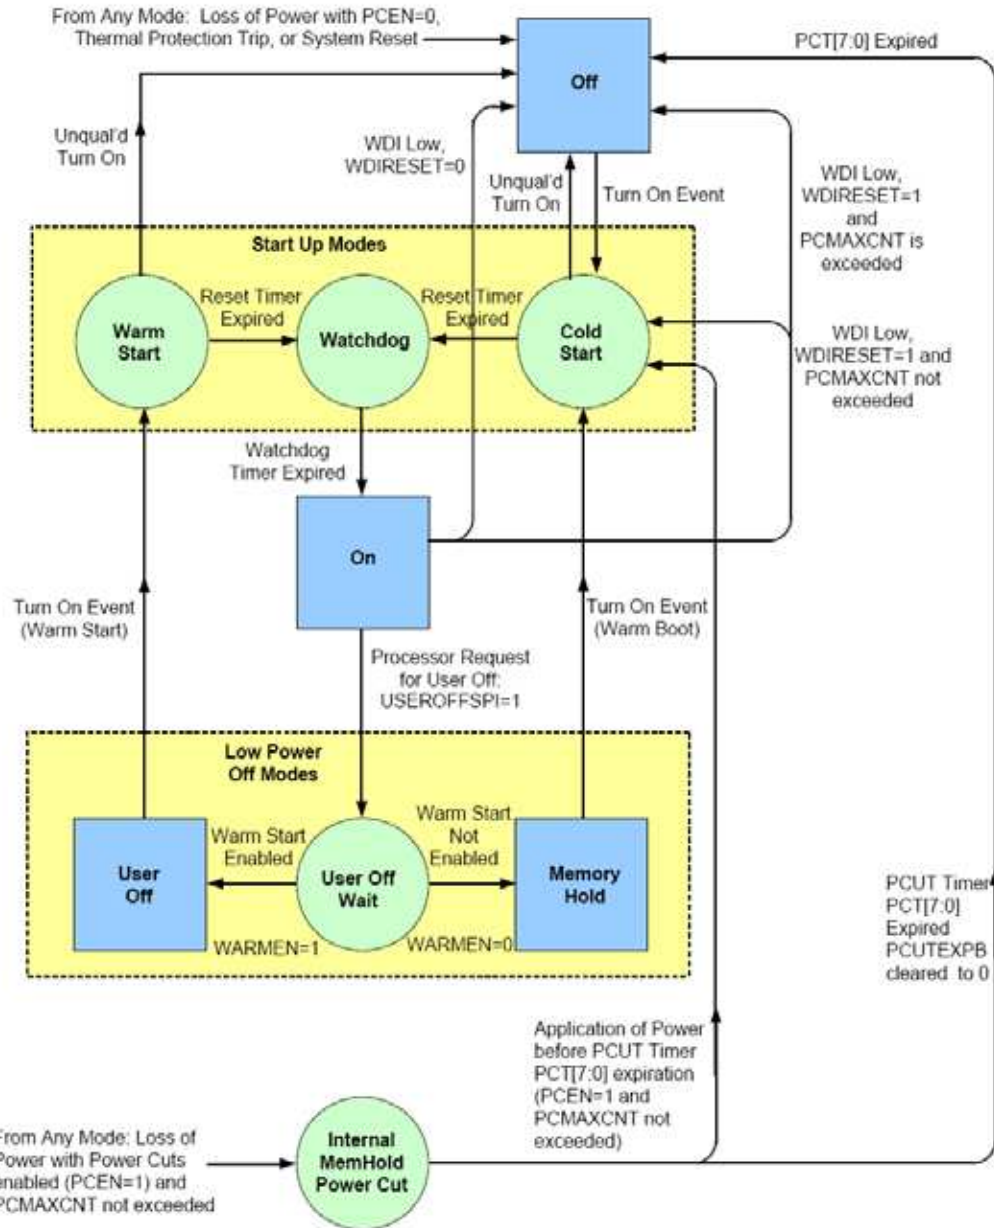 From Any Mode: Loss of Power with PCEN=0,
Thermal Protection Trip, or System Reset
Off
PCT[7:0] Expired
Unqual'd
Turn On
WDI Low,
WDIRESET=0
Unqual'd
Turn On
Turn On Event
WDI Low,
WDIRESET=1
and
PCMAXCNT is
exceeded
Start Up Modes
Warm
Start
Reset Timer
Expired
Watchdog
Reset Timer
Expired
Cold
Start
WDI Low,
WDIRESET=1 and
PCMAXCNT not
exceeded
Watchdog
Timer Expired
On
Turn On Event
(Warm Start)
Turn On Event
(Warm Boot)
Processor Request
for User Off:
USEROFFSPI=1
Low Power
Off Modes
User
Off
Warm Start
Enabled
WARMEN=1
User Off
Wait
Warm Start
Not
Enabled
WARMEN=0
Memory
Hold
PCUT Timer
PCT[7:0]
Expired
PCUTEXPB
cleared to 0
Application of Power
before PCUT Timer
PCT[7:0] expiration
(PCEN=1 and
PCMAXCNT not
exceeded)
From Any Mode: Loss of
Power with Power Cuts
enabled (PCEN=1) and
PCMAXCNT not exceeded
Internal
MemHold
Power Cut